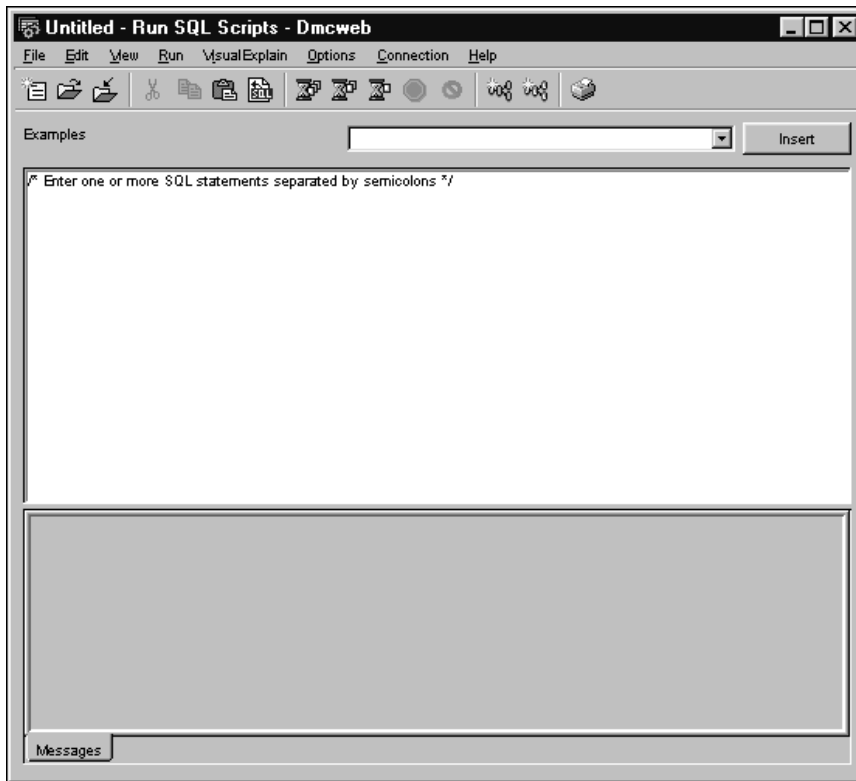 Untitled - Run SQL Scripts - Dmcweb
File Edit View Run VisualExplain Options Connection Help
SQL
Examples
Insert
/* Enter one or more SQL statements separated by semicolons */
Messages